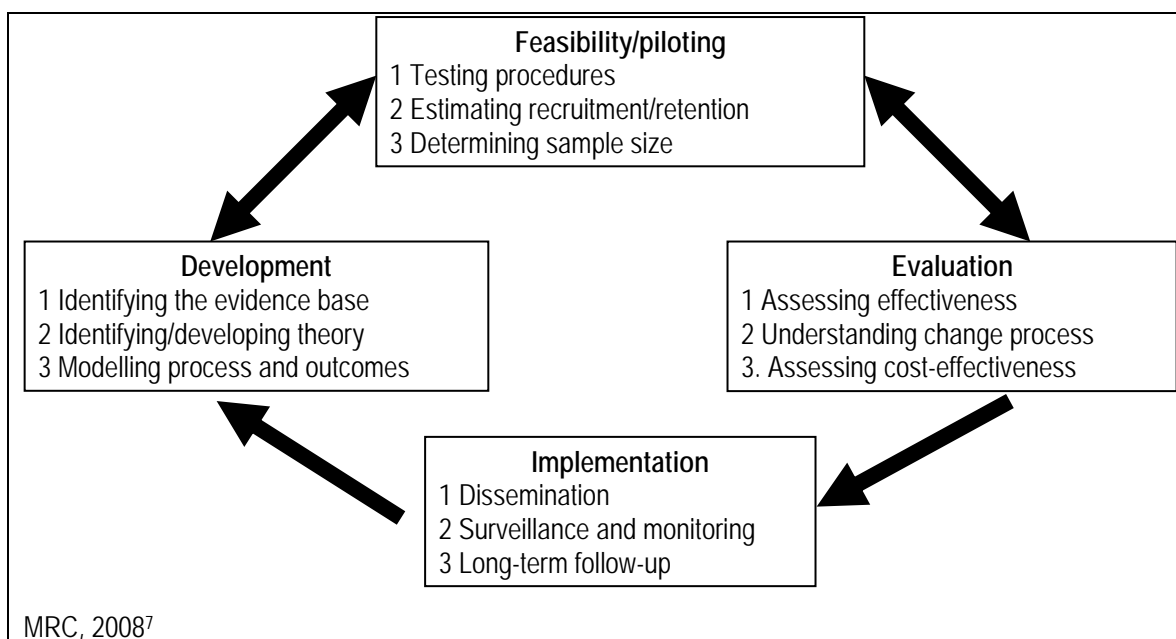 Feasibility/piloting
1 Testing procedures
2 Estimating recruitment/retention
3 Determining sample size
Development
1 Identifying the evidence base
2 Identifying/developing theory
3 Modelling process and outcomes
Evaluation
1 Assessing effectiveness
2 Understanding change process
3. Assessing cost-effectiveness
Implementation
1 Dissemination
2 Surveillance and monitoring
3 Long-term follow-up
MRC, 2008⁷